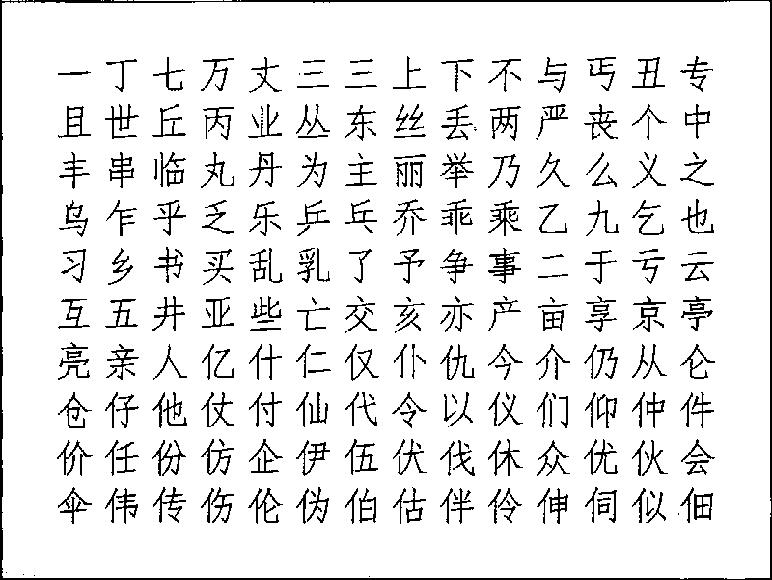 一丁七万丈三三上下不与丐丑专
且世丘丙业丛东丝丢两严丧个中
丰串临丸丹为主丽举乃久么义之
乌乍乎乏乐乒乓乔乖乘乙九乞也
习乡书买乱乳了予争事二于亏云
互五井亚些亡交亥亦产亩享京亭
亮亲人亿什仁仅仆仇今介仍从仑
仓仔他仗付仙代令以仪们仰仲件
价任份仿企伊伍伏伐休众优伙会
伞伟传伤伦伪伯估伴伶伸伺似佃